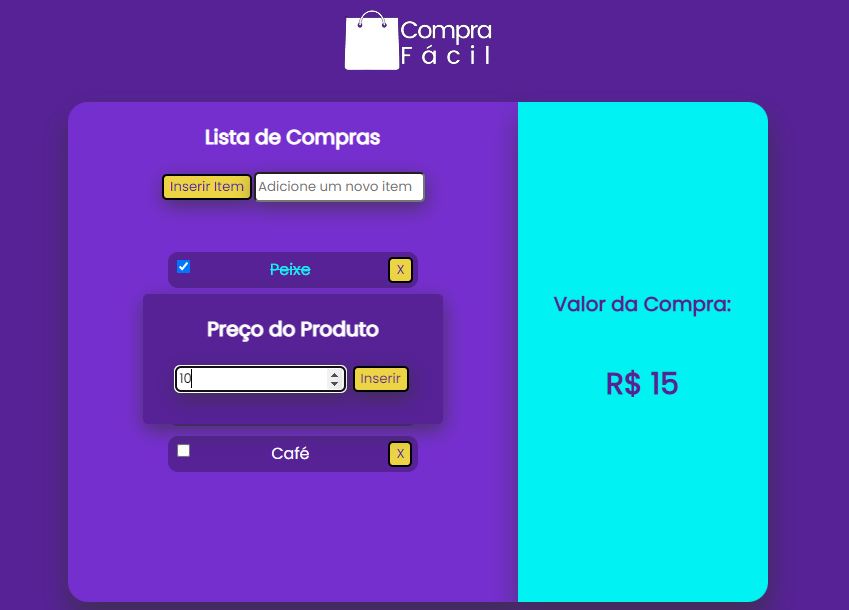 Compra
Fácil
Lista de Compras
Inserir Item Adicione um novo item
Peixe X
Preço do Produto
10 Inserir
Café X
Valor da Compra:
R$ 15